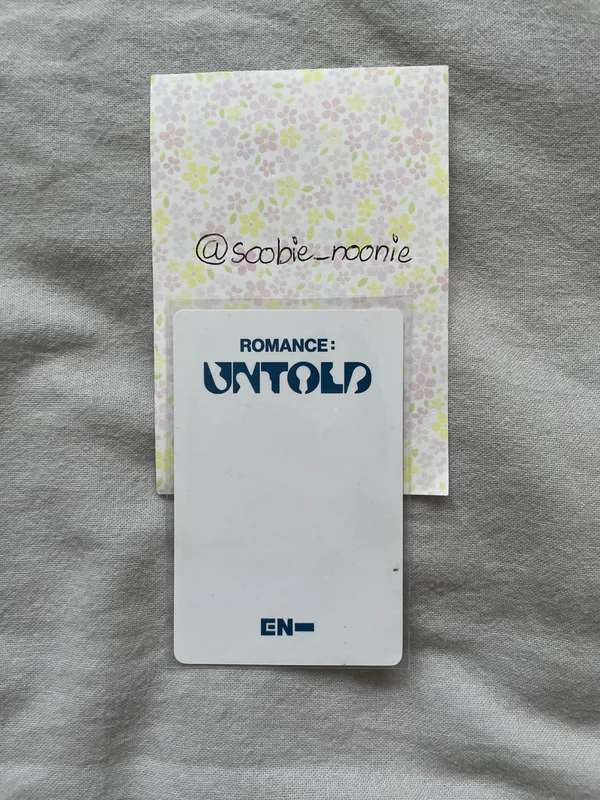 @soobie_noonie
ROMANCE:
UNTOLD
EN-